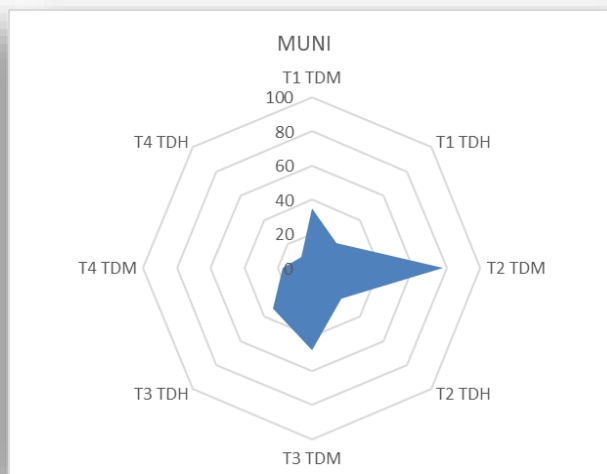 MUNI
T1 TDM
100
T4 TDH
80
T1 TDH
60
40
20
T4 TDM
0
T2 TDM
T3 TDH
T2 TDH
T3 TDM